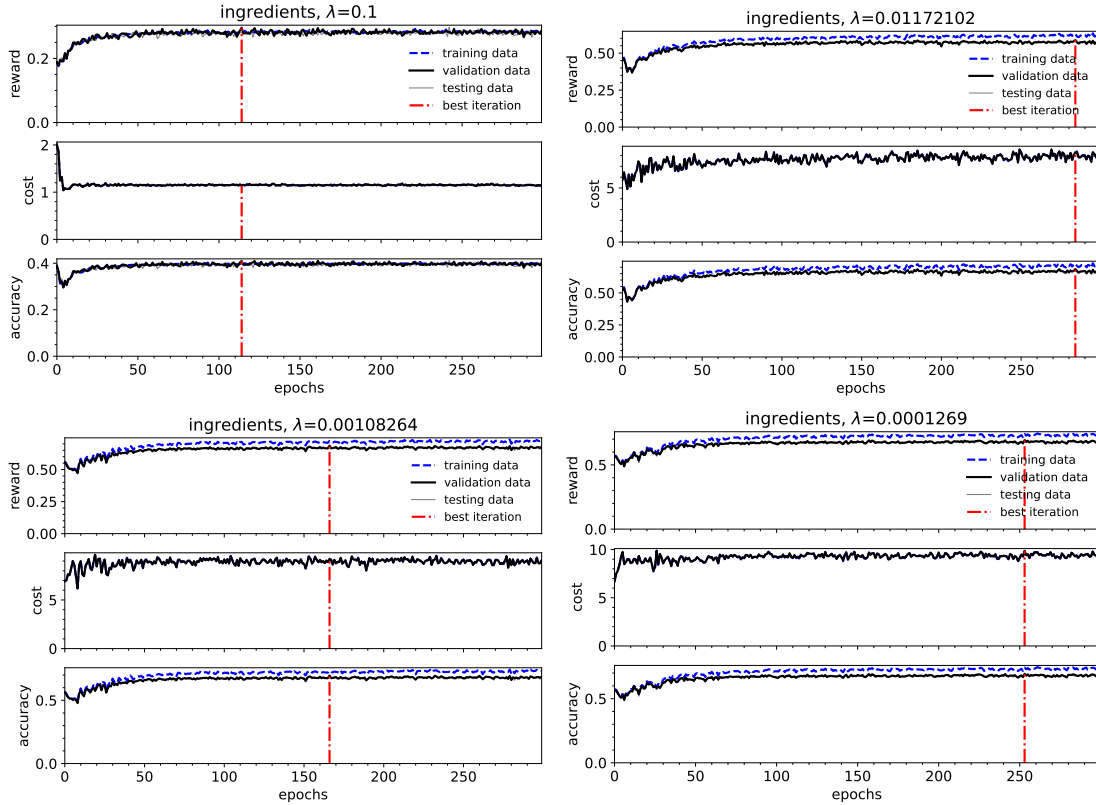 ingredients, λ=0.1
reward
0.2
0.0
training data
validation data
testing data
best iteration
cost
2
1
0
accuracy
0.4
0.2
0.0
0
50
100
150
200
250
epochs
ingredients, λ=0.01172102
reward
0.50
0.25
0.00
training data
validation data
testing data
best iteration
cost
5
0
accuracy
0.50
0.25
0.00
0
50
100
150
200
250
epochs
ingredients, λ=0.00108264
reward
0.50
0.25
0.00
training data
validation data
testing data
best iteration
cost
5
0
accuracy
0.5
0.0
0
50
100
150
200
250
epochs
ingredients, λ=0.0001269
reward
0.5
0.0
training data
validation data
testing data
best iteration
cost
10
5
0
accuracy
0.5
0.0
0
50
100
150
200
250
epochs